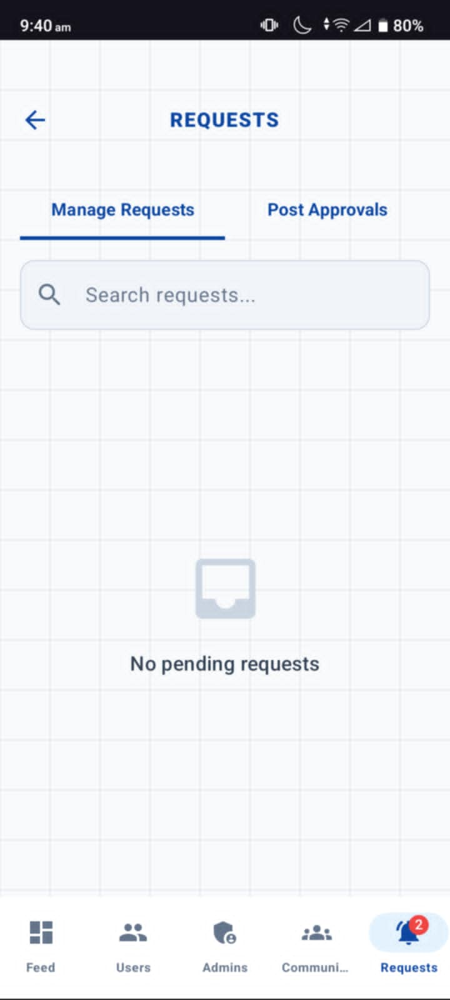 9:40 am 80%
REQUESTS
Manage Requests Post Approvals
Search requests...
No pending requests
2
Feed Users Admins Communi... Requests